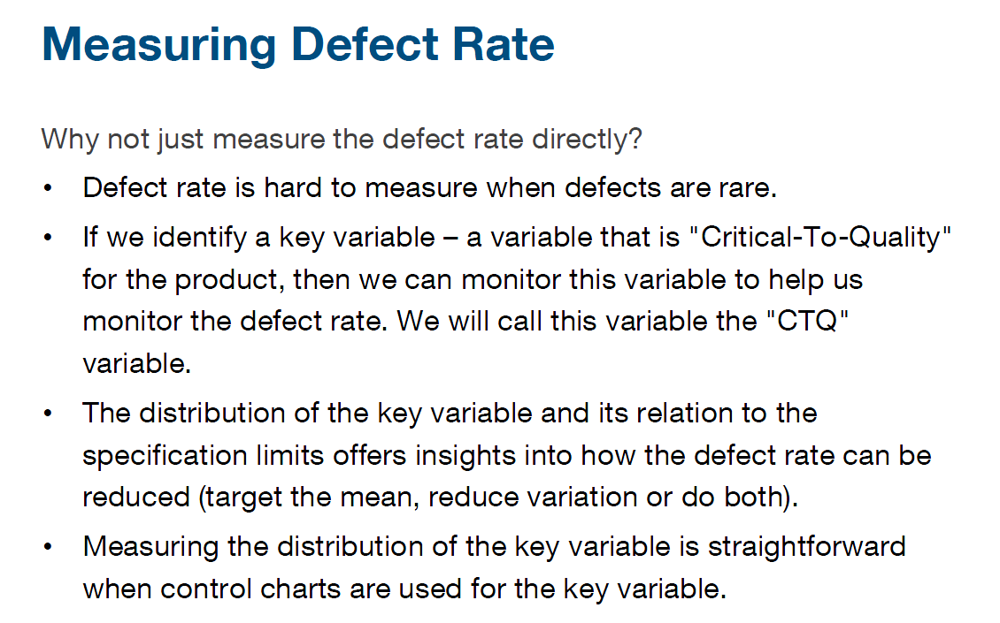 Measuring Defect Rate
Why not just measure the defect rate directly?
• Defect rate is hard to measure when defects are rare.
• If we identify a key variable – a variable that is "Critical-To-Quality"
for the product, then we can monitor this variable to help us
monitor the defect rate. We will call this variable the "CTQ"
variable.
• The distribution of the key variable and its relation to the
specification limits offers insights into how the defect rate can be
reduced (target the mean, reduce variation or do both).
• Measuring the distribution of the key variable is straightforward
when control charts are used for the key variable.